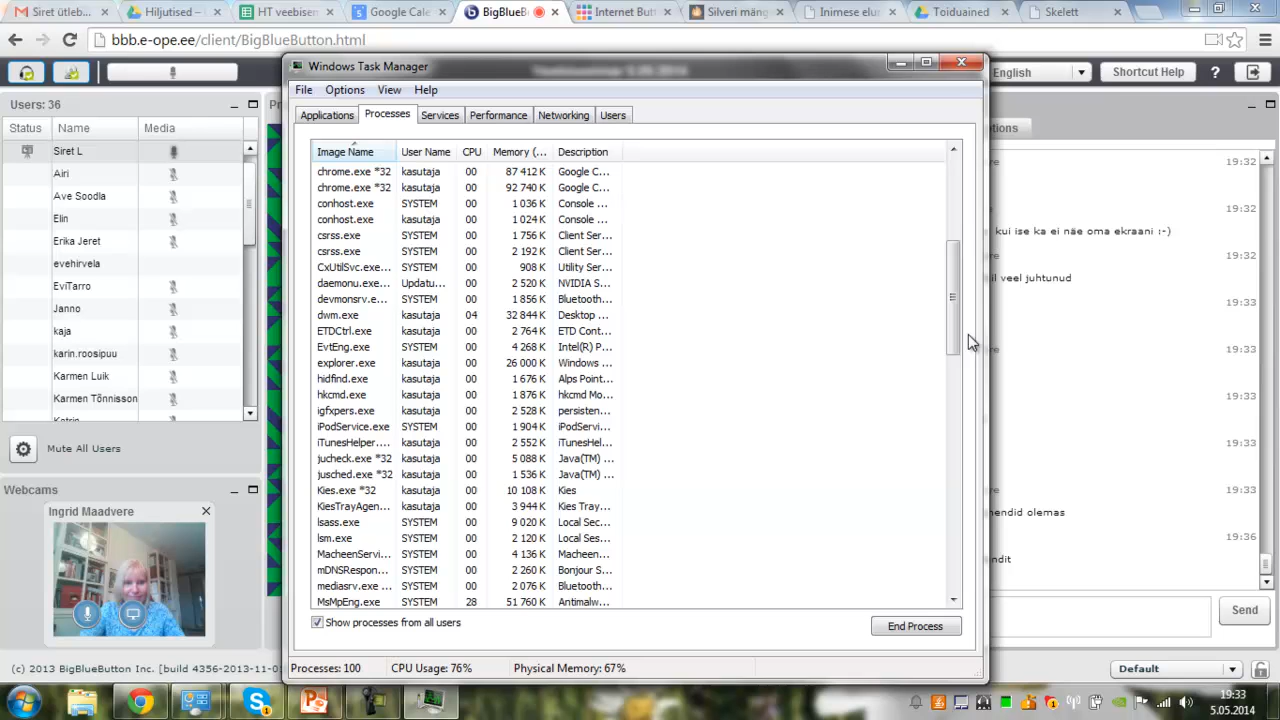 Siret ütleb
Hiljutised –
HT veebisem
Google Cale
BigBlueB
Internet Butt
Silveri mäng
Inimese elur
Toiduained
Skelett
bbb.e-ope.ee/client/BigBlueButton.html
English
Shortcut Help
?
Users: 36
Status Name Media
Siret L
Airi
Ave Soodla
Elin
Erika Jeret
evehirvela
EviTarro
Janno
kaja
karin.roosipuu
Karmen Luik
Karmen Tõnnisson
Katrin
Mute All Users
Webcams
Ingrid Maadvere
Windows Task Manager
File Options View Help
Applications Processes Services Performance Networking Users
Image Name User Name CPU Memory (... Description
chrome.exe *32 kasutaja 00 87 412 K Google C...
chrome.exe *32 kasutaja 00 92 740 K Google C...
conhost.exe SYSTEM 00 1 036 K Console ...
conhost.exe kasutaja 00 1 024 K Console ...
csrss.exe SYSTEM 00 1 756 K Client Ser...
csrss.exe SYSTEM 00 2 192 K Client Ser...
CxUtilSvc.exe... SYSTEM 00 908 K Utility Ser...
daemonu.exe... Updatu... 00 2 520 K NVIDIA S...
devmonsrv.e... SYSTEM 00 1 856 K Bluetooth...
dwm.exe kasutaja 04 32 844 K Desktop ...
ETDCtrl.exe kasutaja 00 2 764 K ETD Cont...
EvtEng.exe SYSTEM 00 4 268 K Intel(R) P...
explorer.exe kasutaja 00 26 000 K Windows ...
hidfind.exe kasutaja 00 1 676 K Alps Point...
hkcmd.exe kasutaja 00 1 876 K hkcmd Mo...
igfxpers.exe kasutaja 00 2 528 K persisten...
iPodService.exe SYSTEM 00 1 904 K iPodServi...
iTunesHelper.... kasutaja 00 2 552 K iTunesHel...
jucheck.exe *32 kasutaja 00 5 088 K Java(TM) ...
jusched.exe *32 kasutaja 00 1 536 K Java(TM) ...
Kies.exe *32 kasutaja 00 10 108 K Kies
KiesTrayAgen... kasutaja 00 3 944 K Kies Tray...
lsass.exe SYSTEM 00 9 020 K Local Sec...
lsm.exe SYSTEM 00 2 120 K Local Ses...
MacheenServi... SYSTEM 00 4 136 K Macheen...
mDNSRespon... SYSTEM 00 2 260 K Bonjour S...
mediasrv.exe ... SYSTEM 00 2 076 K Bluetooth...
MsMpEng.exe SYSTEM 28 51 760 K Antimalw...
Show processes from all users
End Process
Processes: 100 CPU Usage: 76% Physical Memory: 67%
tions
19:32
19:32
kui ise ka ei näe oma ekraani :-)
19:32
il veel juhtunud
19:33
19:33
19:33
19:33
endid olemas
19:36
ndit
Send
(c) 2013 BigBlueButton Inc. [build 4356-2013-11-0
Default
19:33
5.05.2014